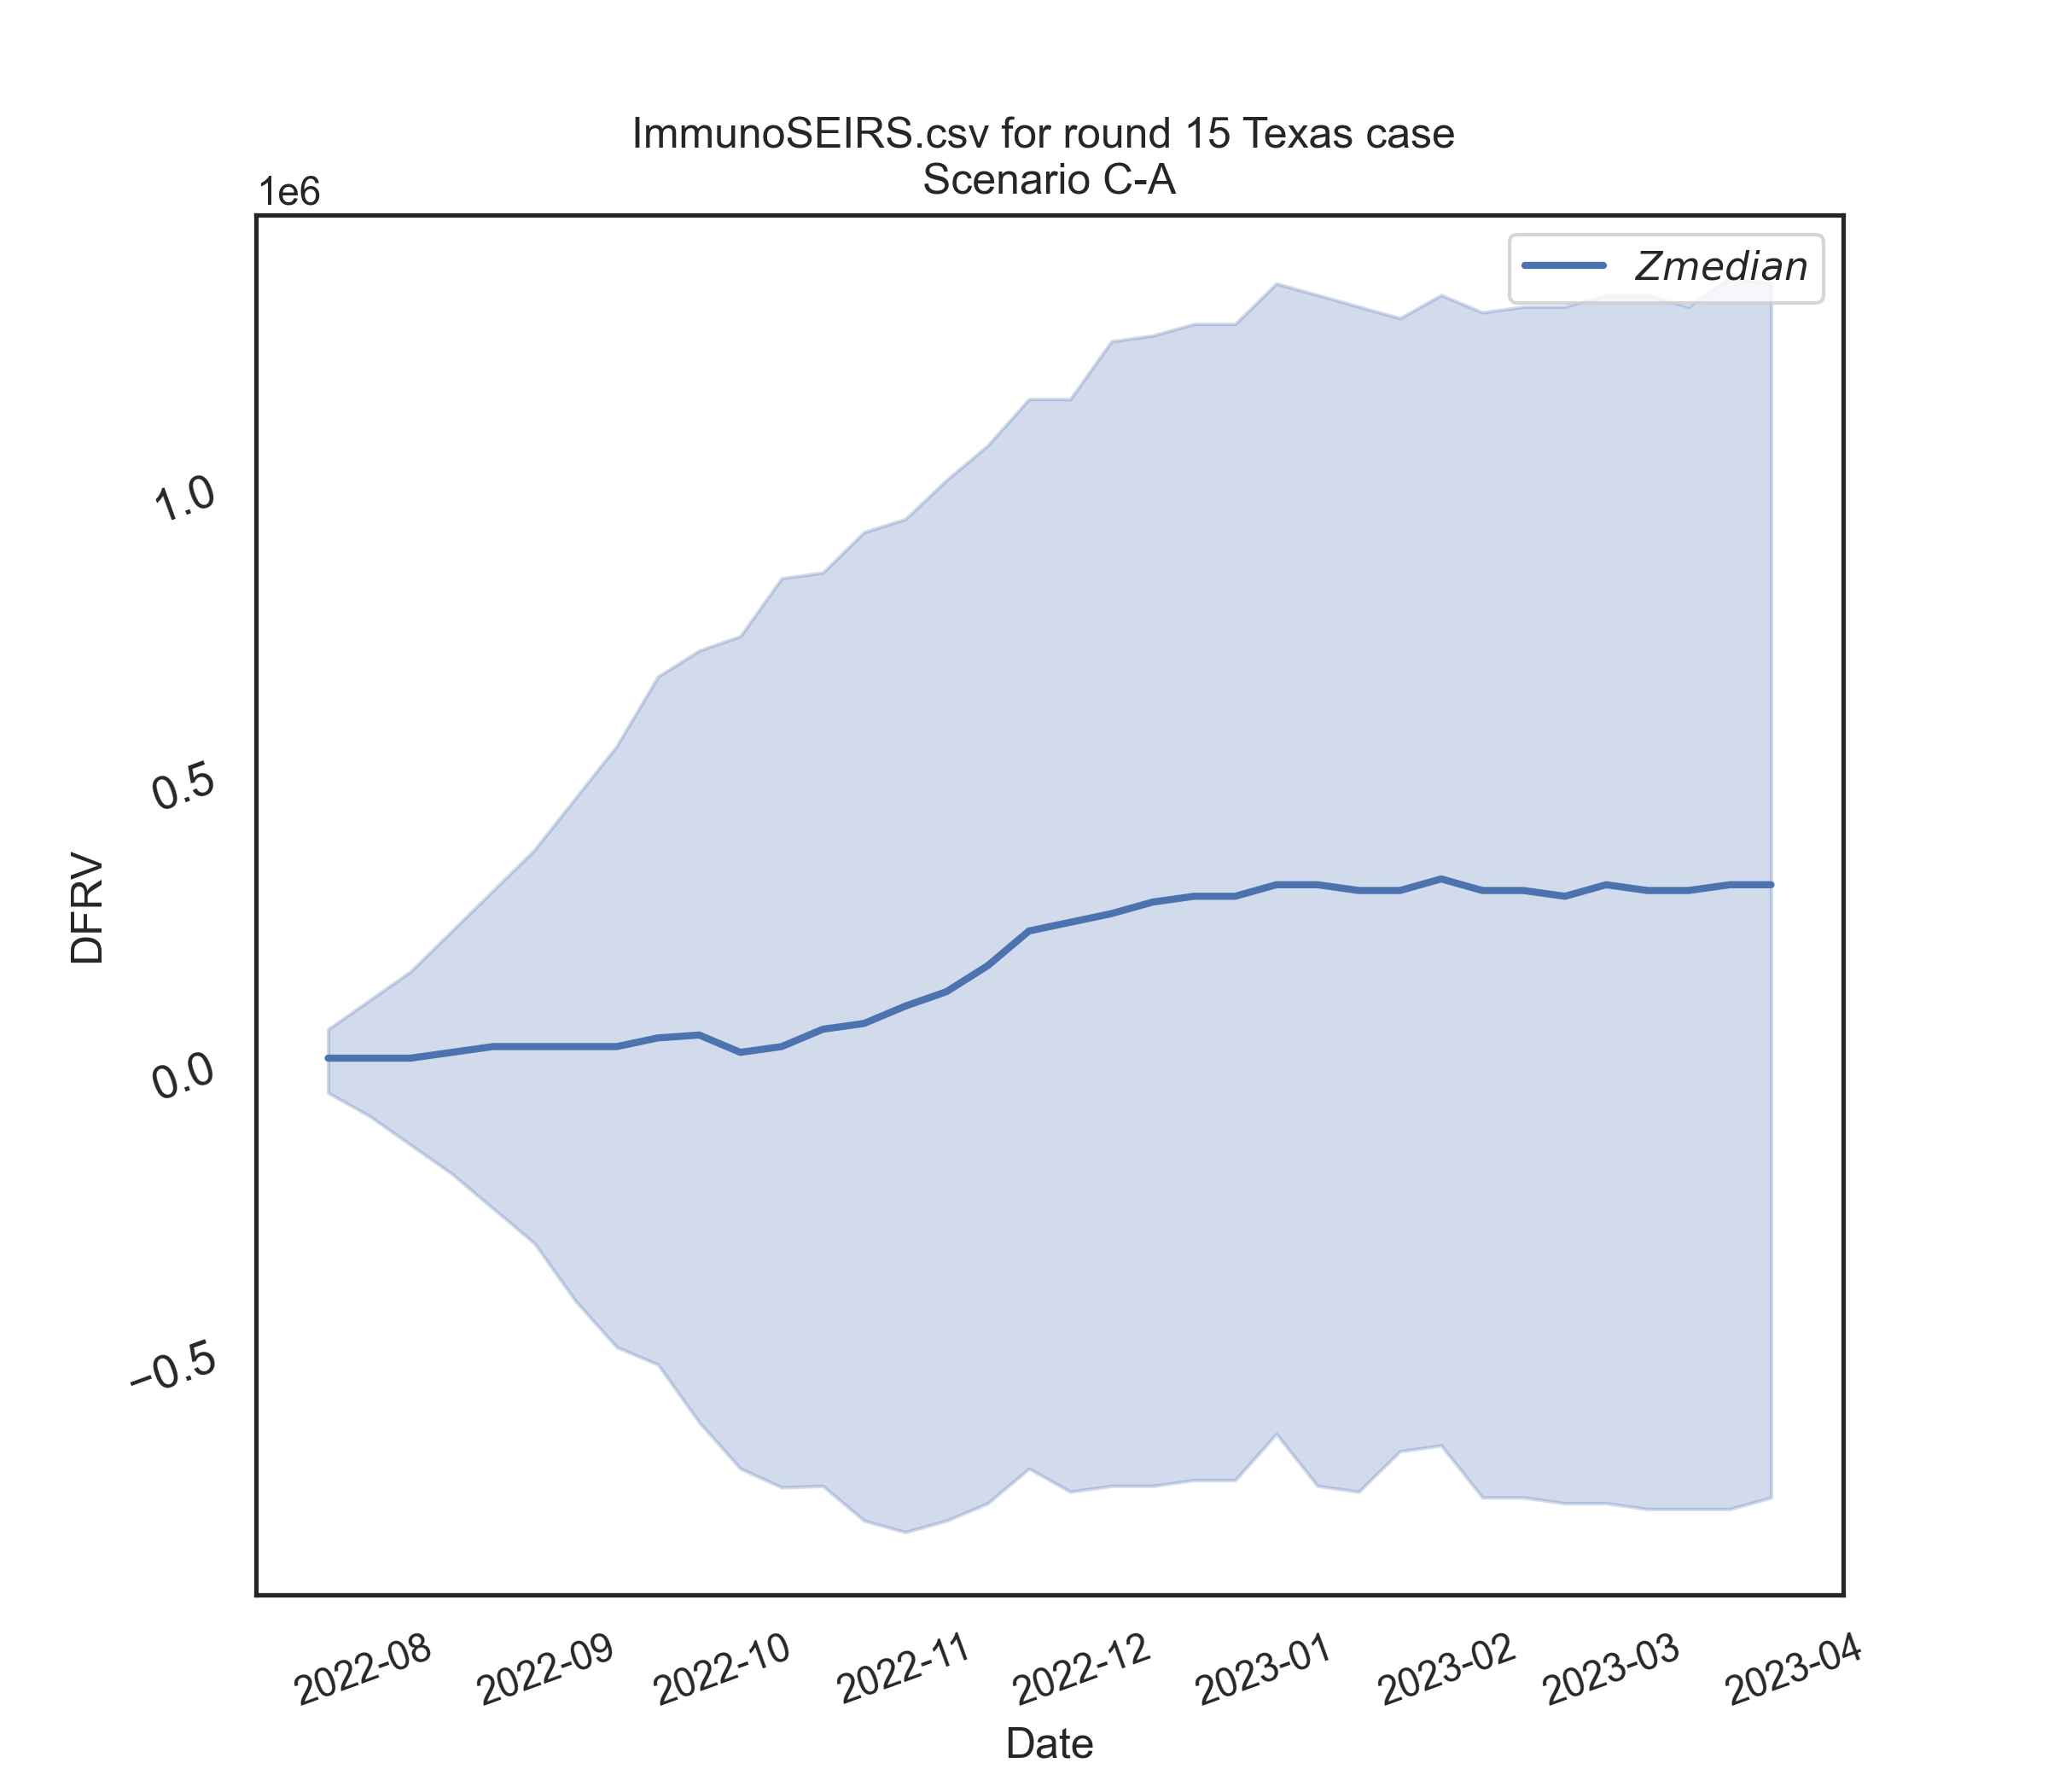 ImmunoSEIRS.csv for round 15 Texas case
Scenario C-A
1e6
Zmedian
1.0
0.5
0.0
−0.5
DFRV
2022-08 2022-09 2022-10 2022-11 2022-12 2023-01 2023-02 2023-03 2023-04
Date